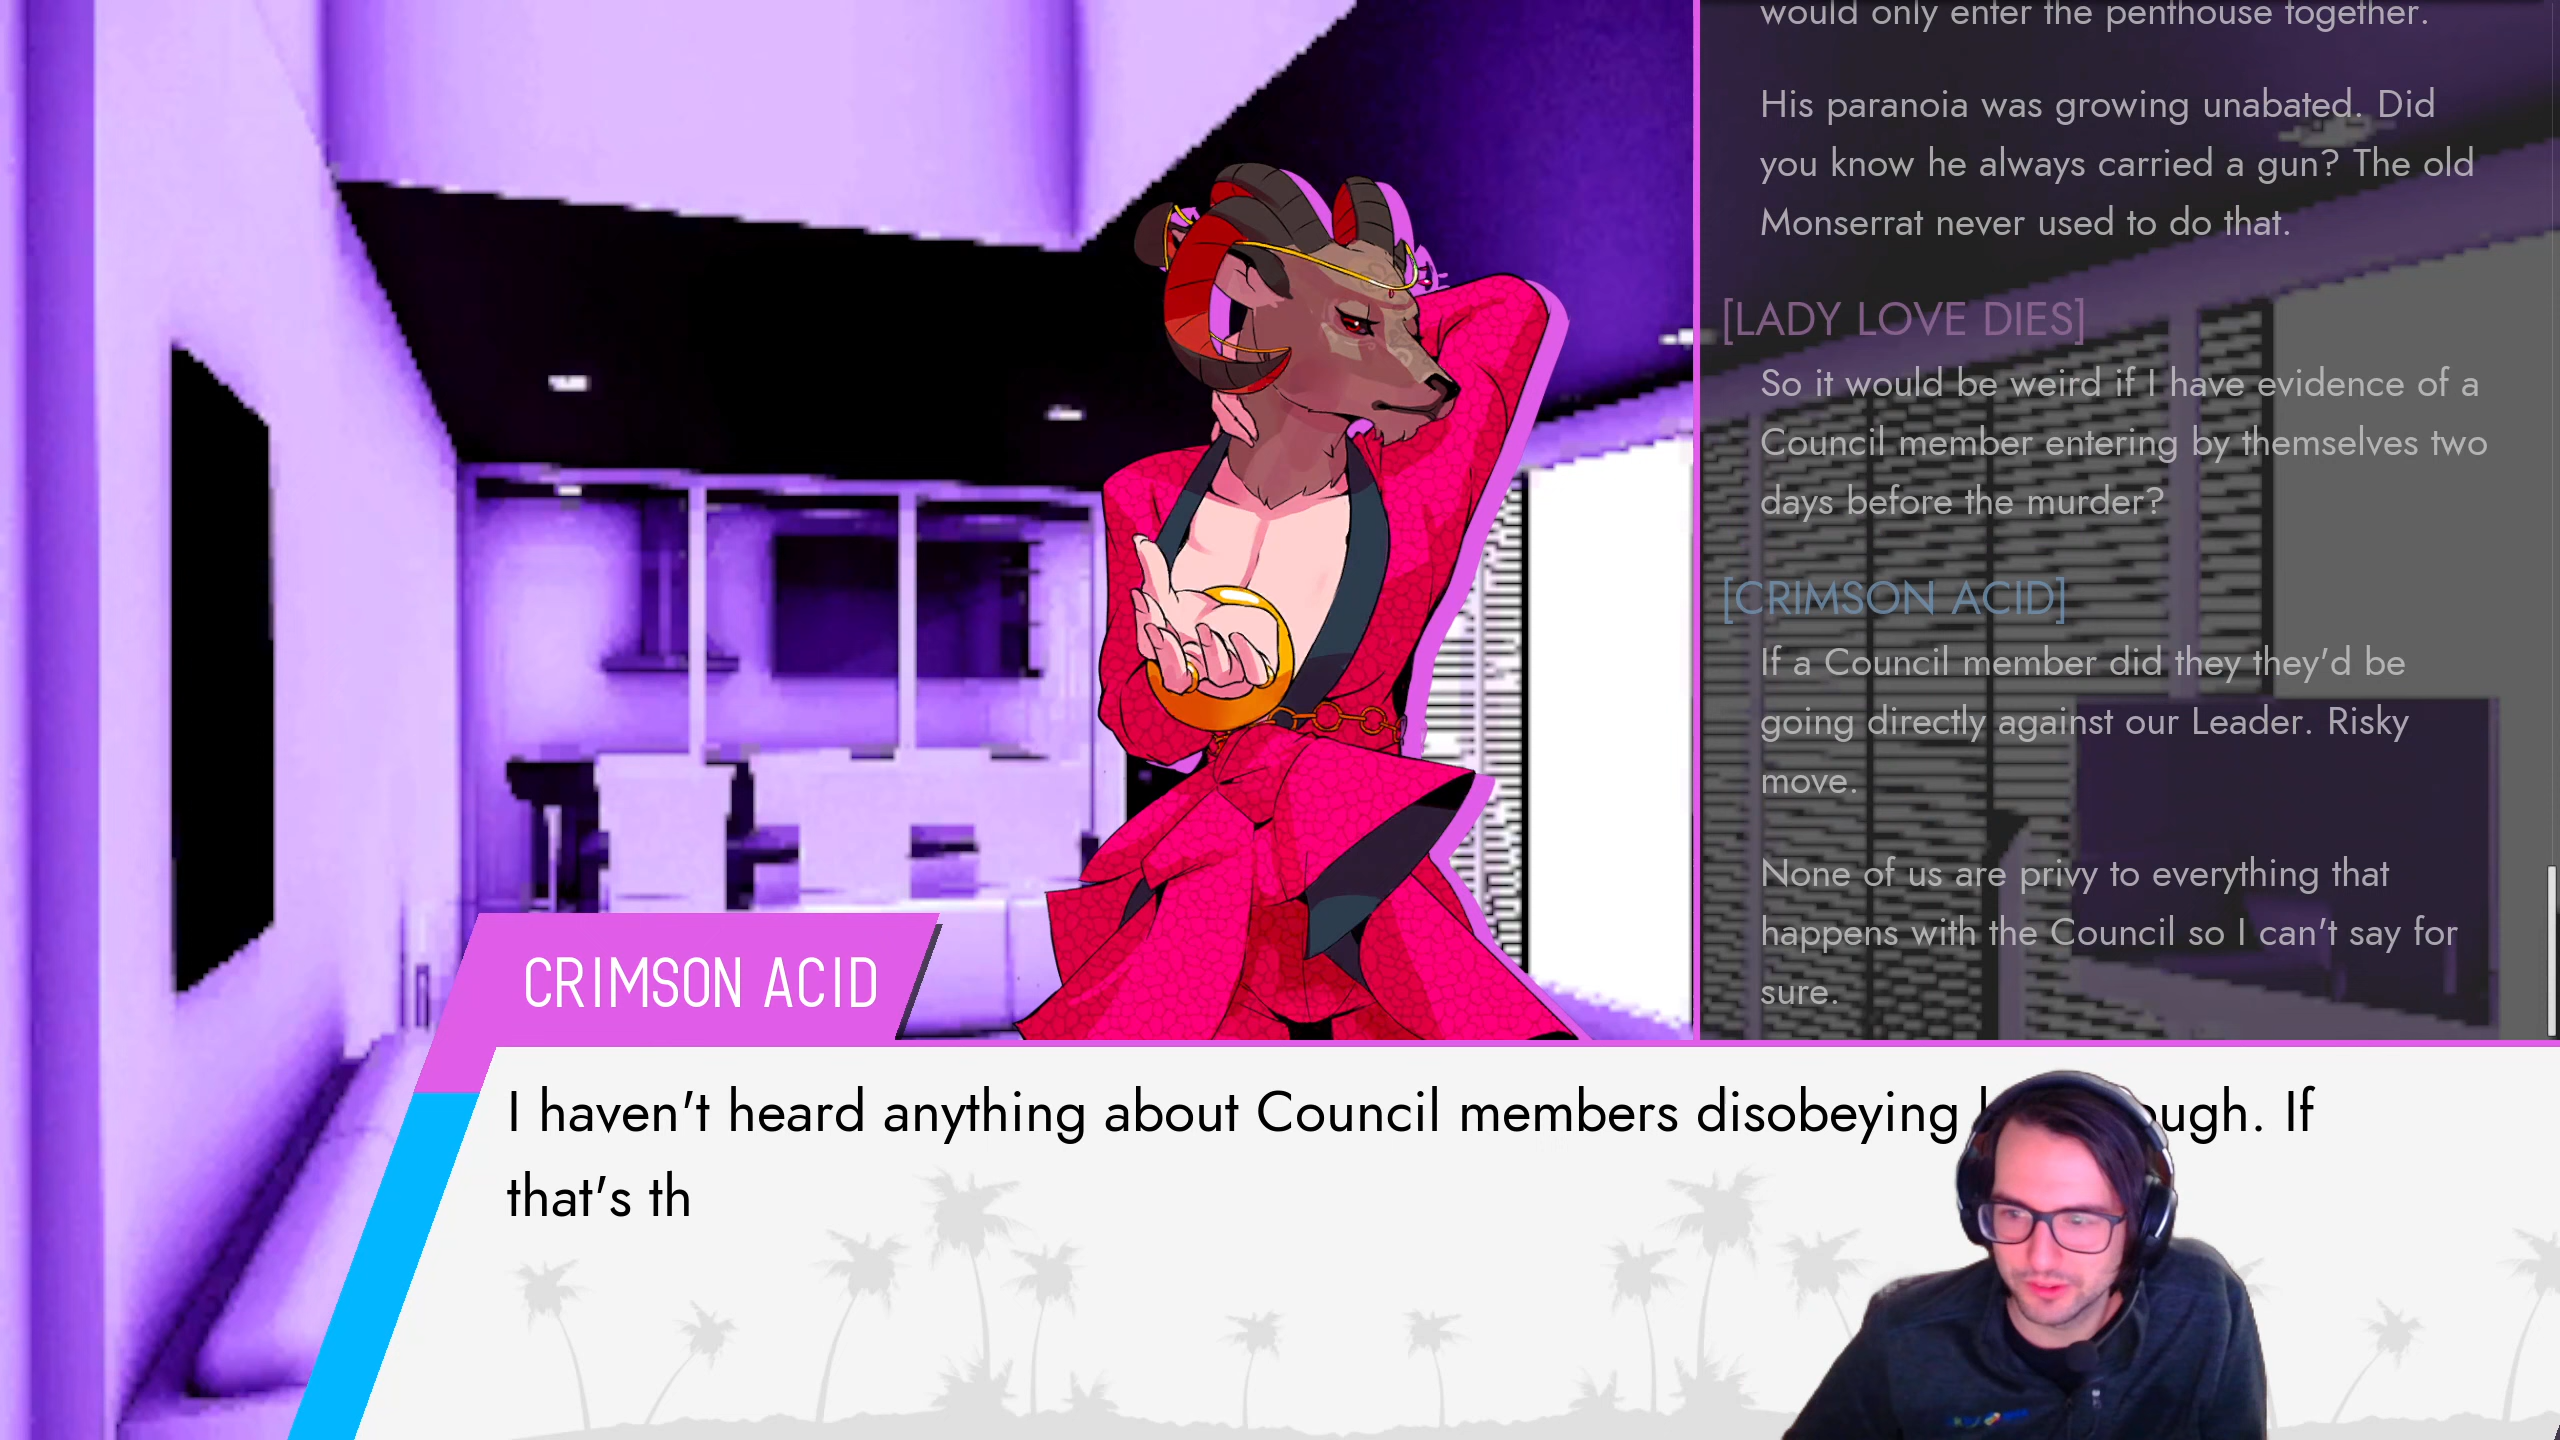 would only enter the penthouse together.
His paranoia was growing unabated. Did
you know he always carried a gun? The old
Monserrat never used to do that.
[LADY LOVE DIES]
So it would be weird if I have evidence of a
Council member entering by themselves two
days before the murder?
[CRIMSON ACID]
If a Council member did they they'd be
going directly against our Leader. Risky
move.
None of us are privy to everything that
happens with the Council so I can't say for
sure.
CRIMSON ACID
I haven't heard anything about Council members disobeying ough. If
that's th